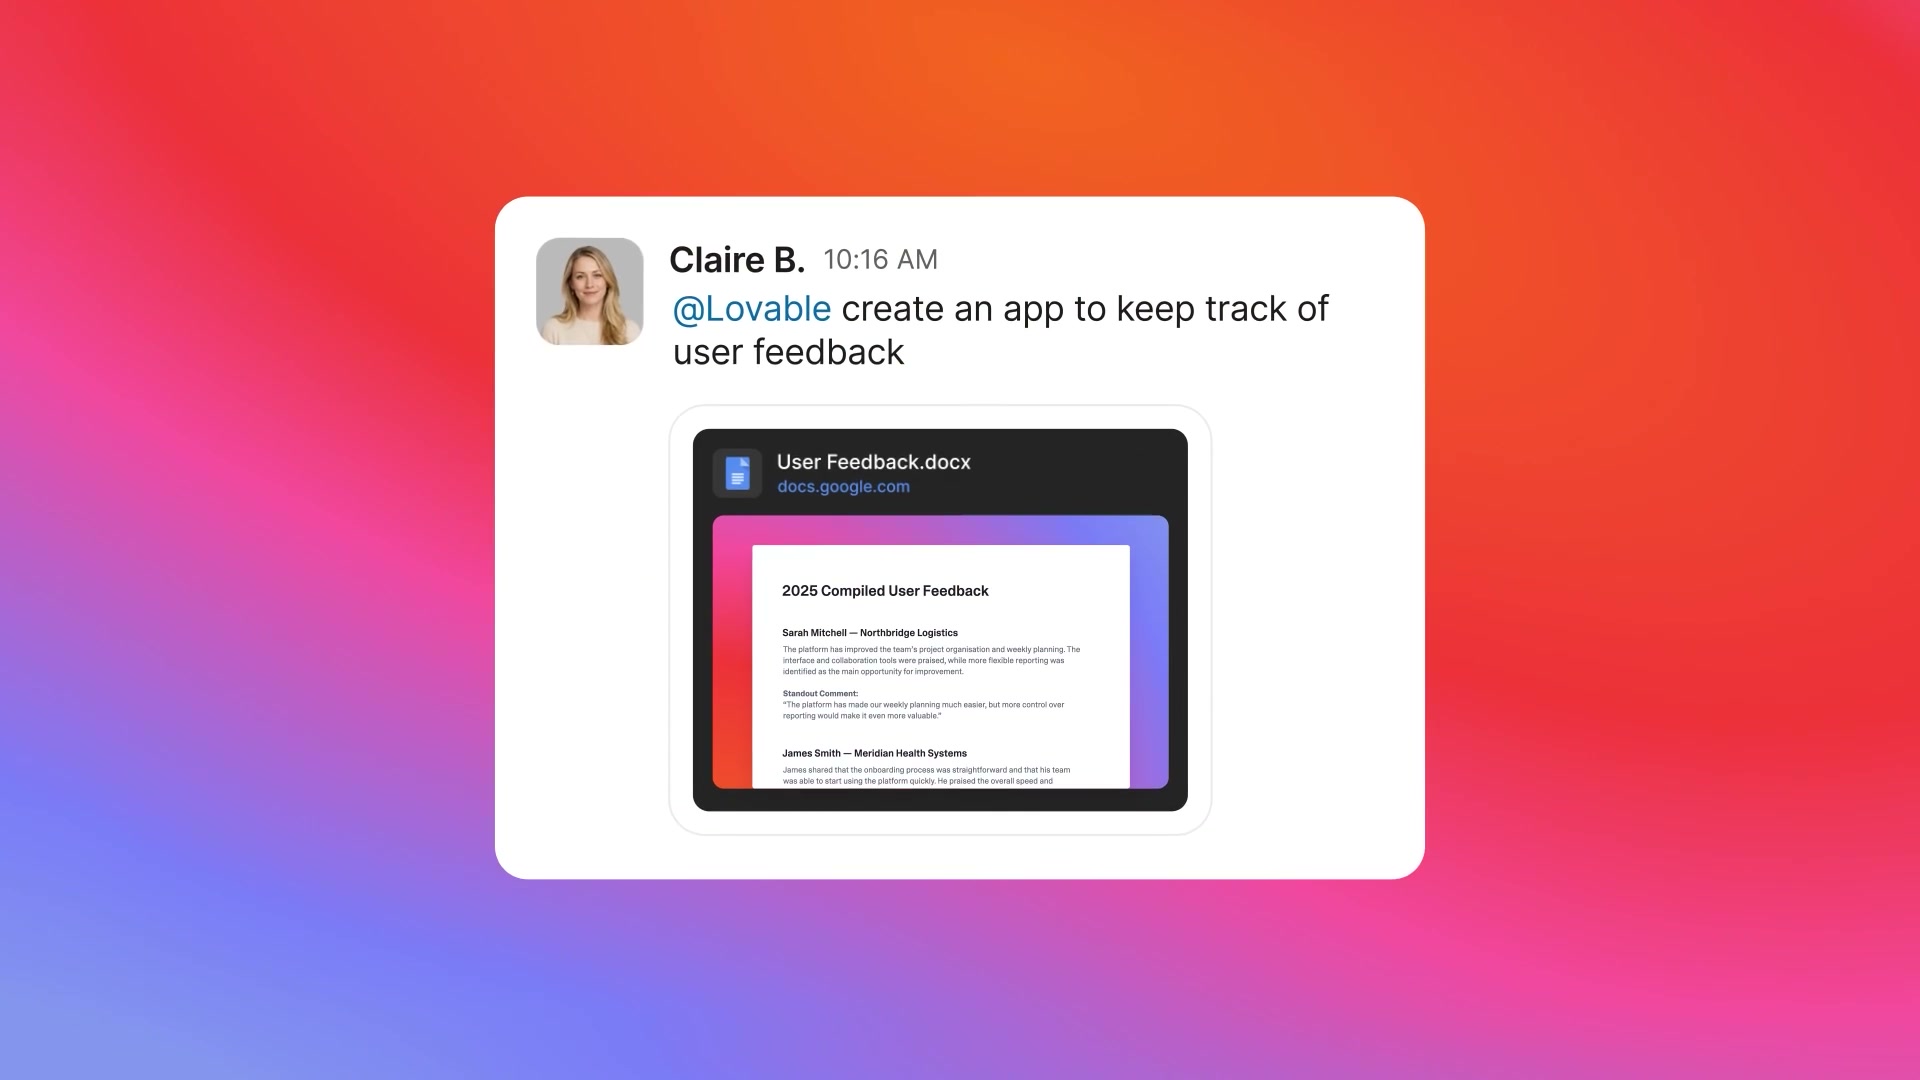 Claire B. 10:16 AM
@Lovable create an app to keep track of
user feedback
User Feedback.docx
docs.google.com
2025 Compiled User Feedback
Sarah Mitchell — Northbridge Logistics
The platform has improved the team's project organisation and weekly planning. The
interface and collaboration tools were praised, while more flexible reporting was
identified as the main opportunity for improvement.
Standout Comment:
"The platform has made our weekly planning much easier, but more control over
reporting would make it even more valuable."
James Smith — Meridian Health Systems
James shared that the onboarding process was straightforward and that his team
was able to start using the platform quickly. He praised the overall speed and